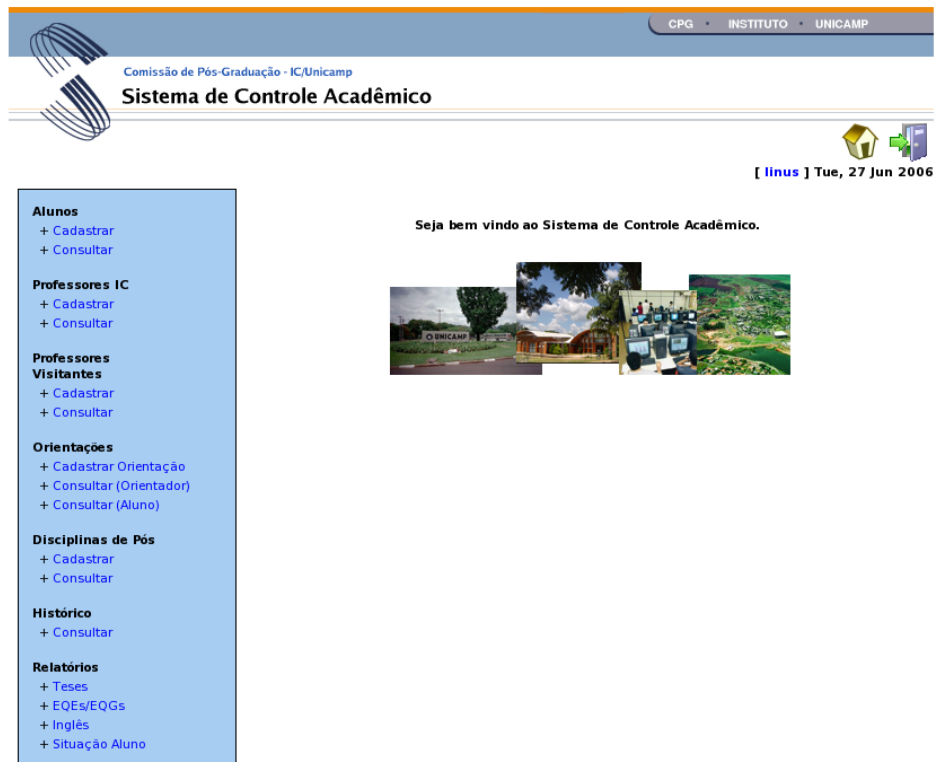 CPG • INSTITUTO • UNICAMP
Comissão de Pós-Graduação - IC/Unicamp
Sistema de Controle Acadêmico
[ linus ] Tue, 27 Jun 2006
Alunos
+ Cadastrar
+ Consultar
Professores IC
+ Cadastrar
+ Consultar
Professores
Visitantes
+ Cadastrar
+ Consultar
Orientações
+ Cadastrar Orientação
+ Consultar (Orientador)
+ Consultar (Aluno)
Disciplinas de Pós
+ Cadastrar
+ Consultar
Histórico
+ Consultar
Relatórios
+ Teses
+ EQEs/EQGs
+ Inglês
+ Situação Aluno
Seja bem vindo ao Sistema de Controle Acadêmico.
UNICAMP